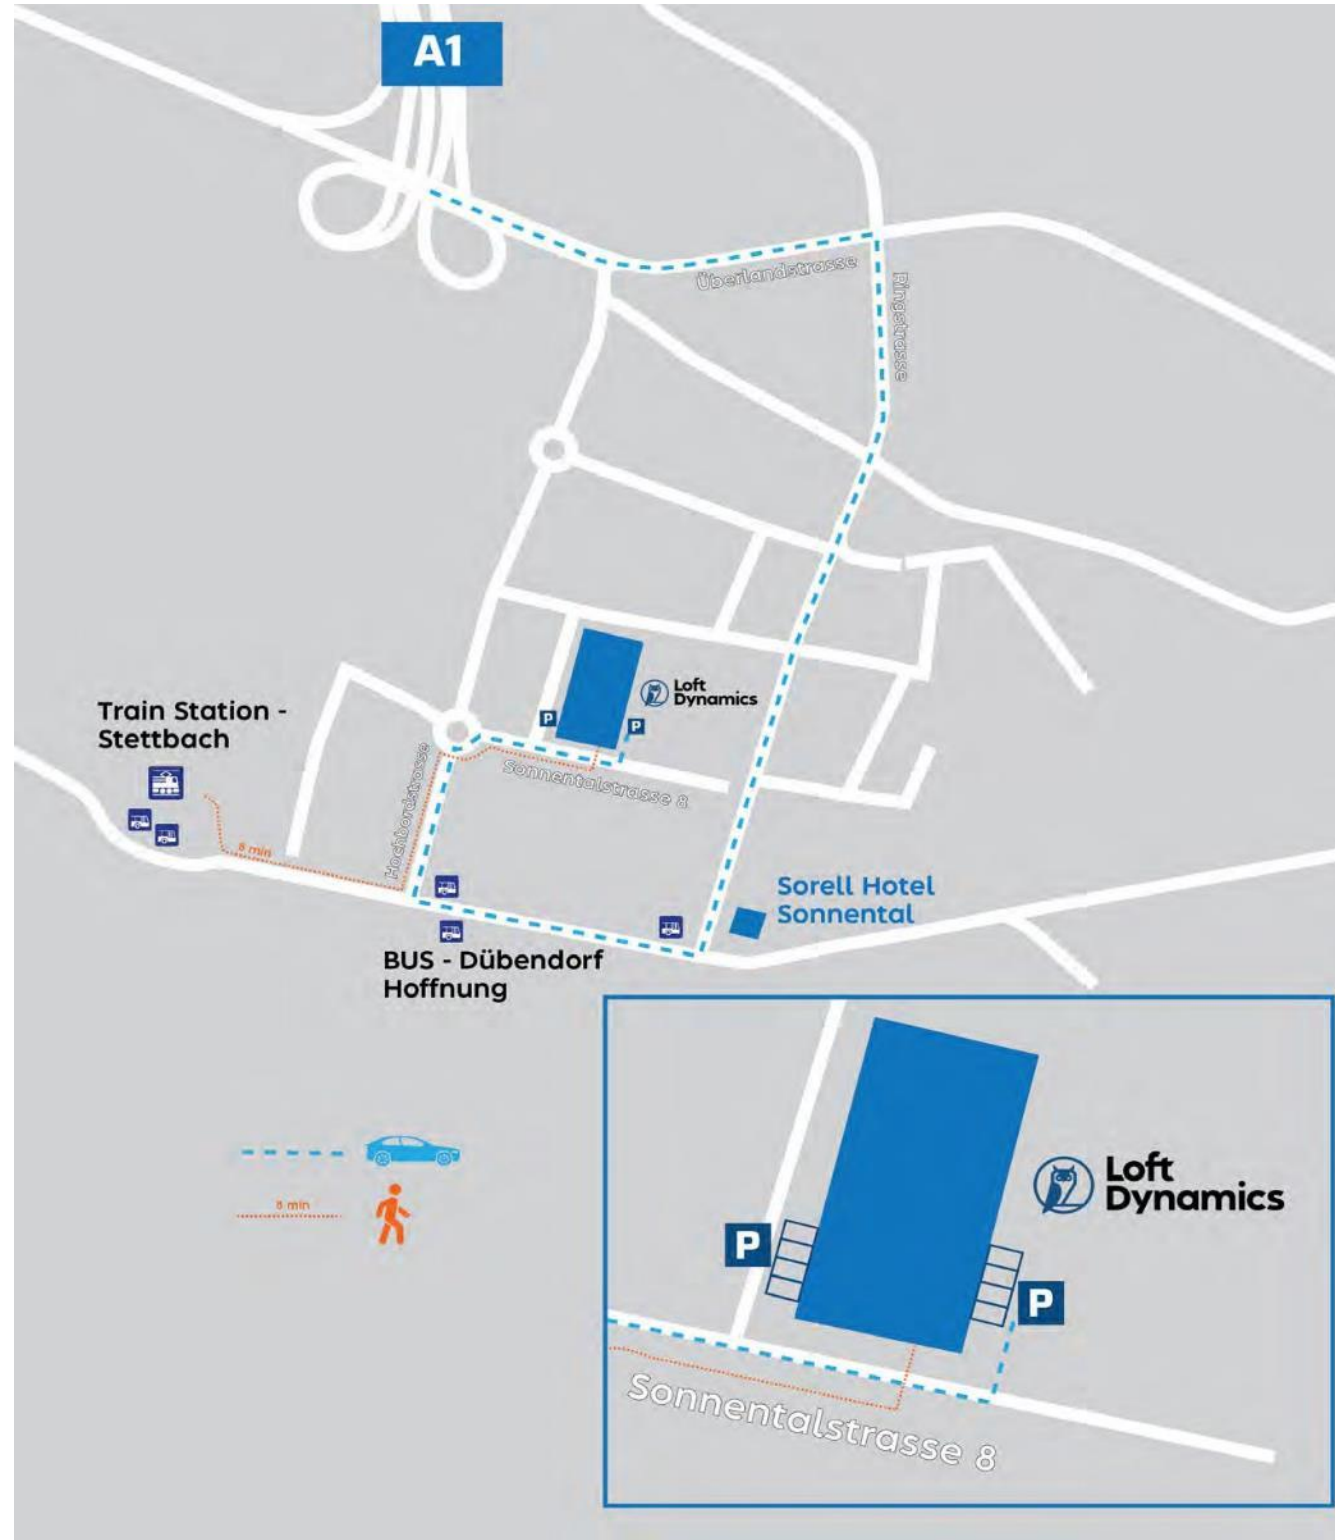 A1
Überlandstrasse
Ringstrasse
Loft
Dynamics
P
P
Train Station -
Stettbach
Hochbordstrasse
Sonnentalstrasse 8
8 min
Sorell Hotel
Sonnental
BUS - Dübendorf
Hoffnung
8 min
P
P
Loft
Dynamics
Sonnentalstrasse 8